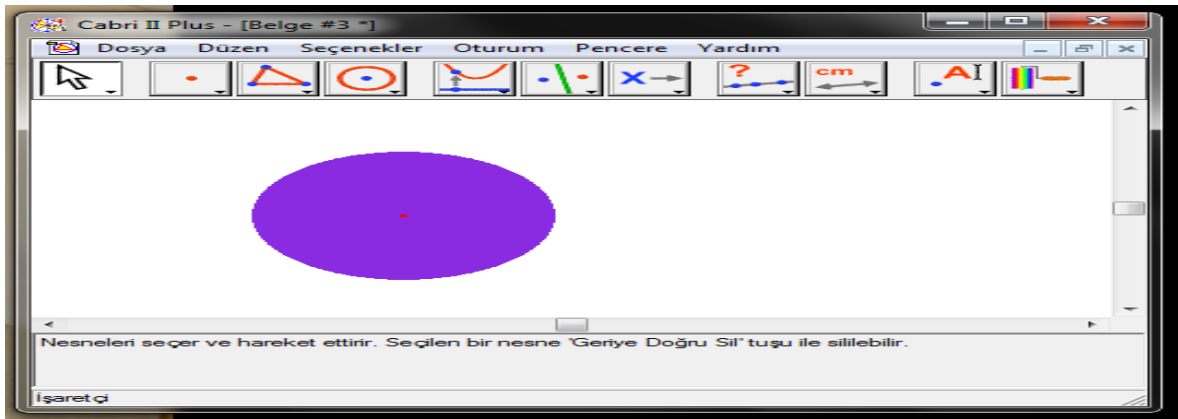 Cabri II Plus - [Belge #3 *]
Dosya Düzen Seçenekler Oturum Pencere Yardım
? cm A
Nesneleri seçer ve hareket ettirir. Seçilen bir nesne "Geriye Doğru Sil" tuşu ile sililebilir.
İşaretçi